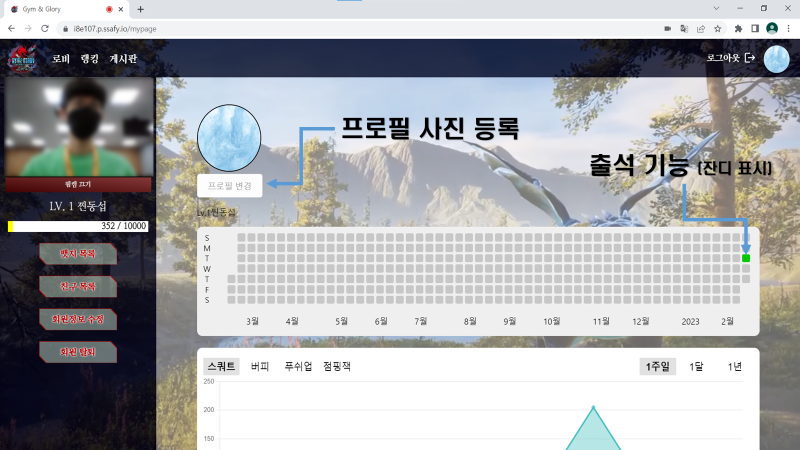 Gym & Glory
i8e107.p.ssafy.io/mypage
로비 랭킹 게시판
로그아웃
웹캠 끄기
LV. 1 찐동섭
352 / 10000
뱃지 목록
친구 목록
회원정보 수정
회원 탈퇴
프로필 사진 등록
프로필 변경
Lv.1찐동섭
출석 기능 (잔디 표시)
S
M
T
W
T
F
S
3월 4월 5월 6월 7월 8월 9월 10월 11월 12월 2023 2월
스쿼트 버피 푸쉬업 점핑잭
1주일 1달 1년
250
200
150